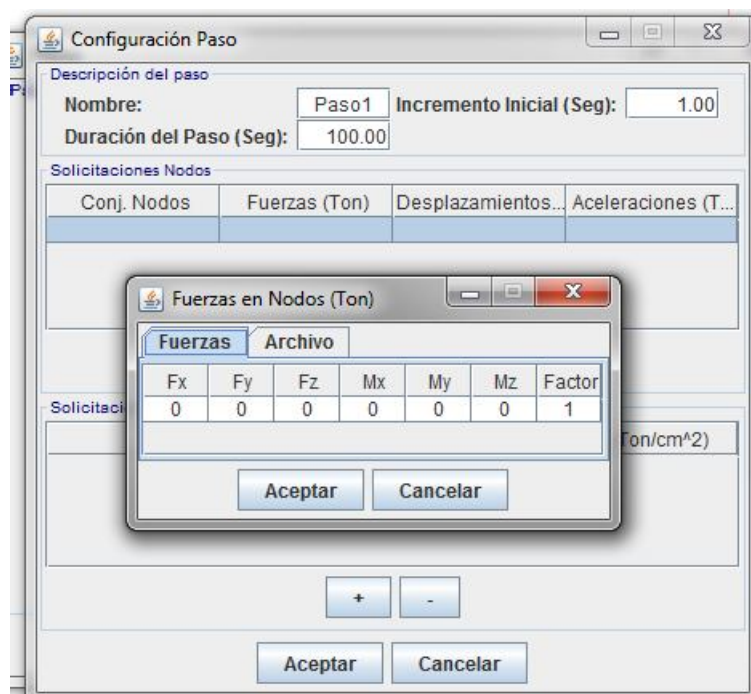 Configuración Paso
Descripción del paso
Nombre: Paso1 Incremento Inicial (Seg): 1.00
Duración del Paso (Seg): 100.00
Solicitaciones Nodos
Conj. Nodos Fuerzas (Ton) Desplazamientos... Aceleraciones (T...
Fuerzas en Nodos (Ton)
Fuerzas Archivo
Fx Fy Fz Mx My Mz Factor
0 0 0 0 0 0 1
Aceptar Cancelar
Solicitaci
Ton/cm^2)
+ -
Aceptar Cancelar